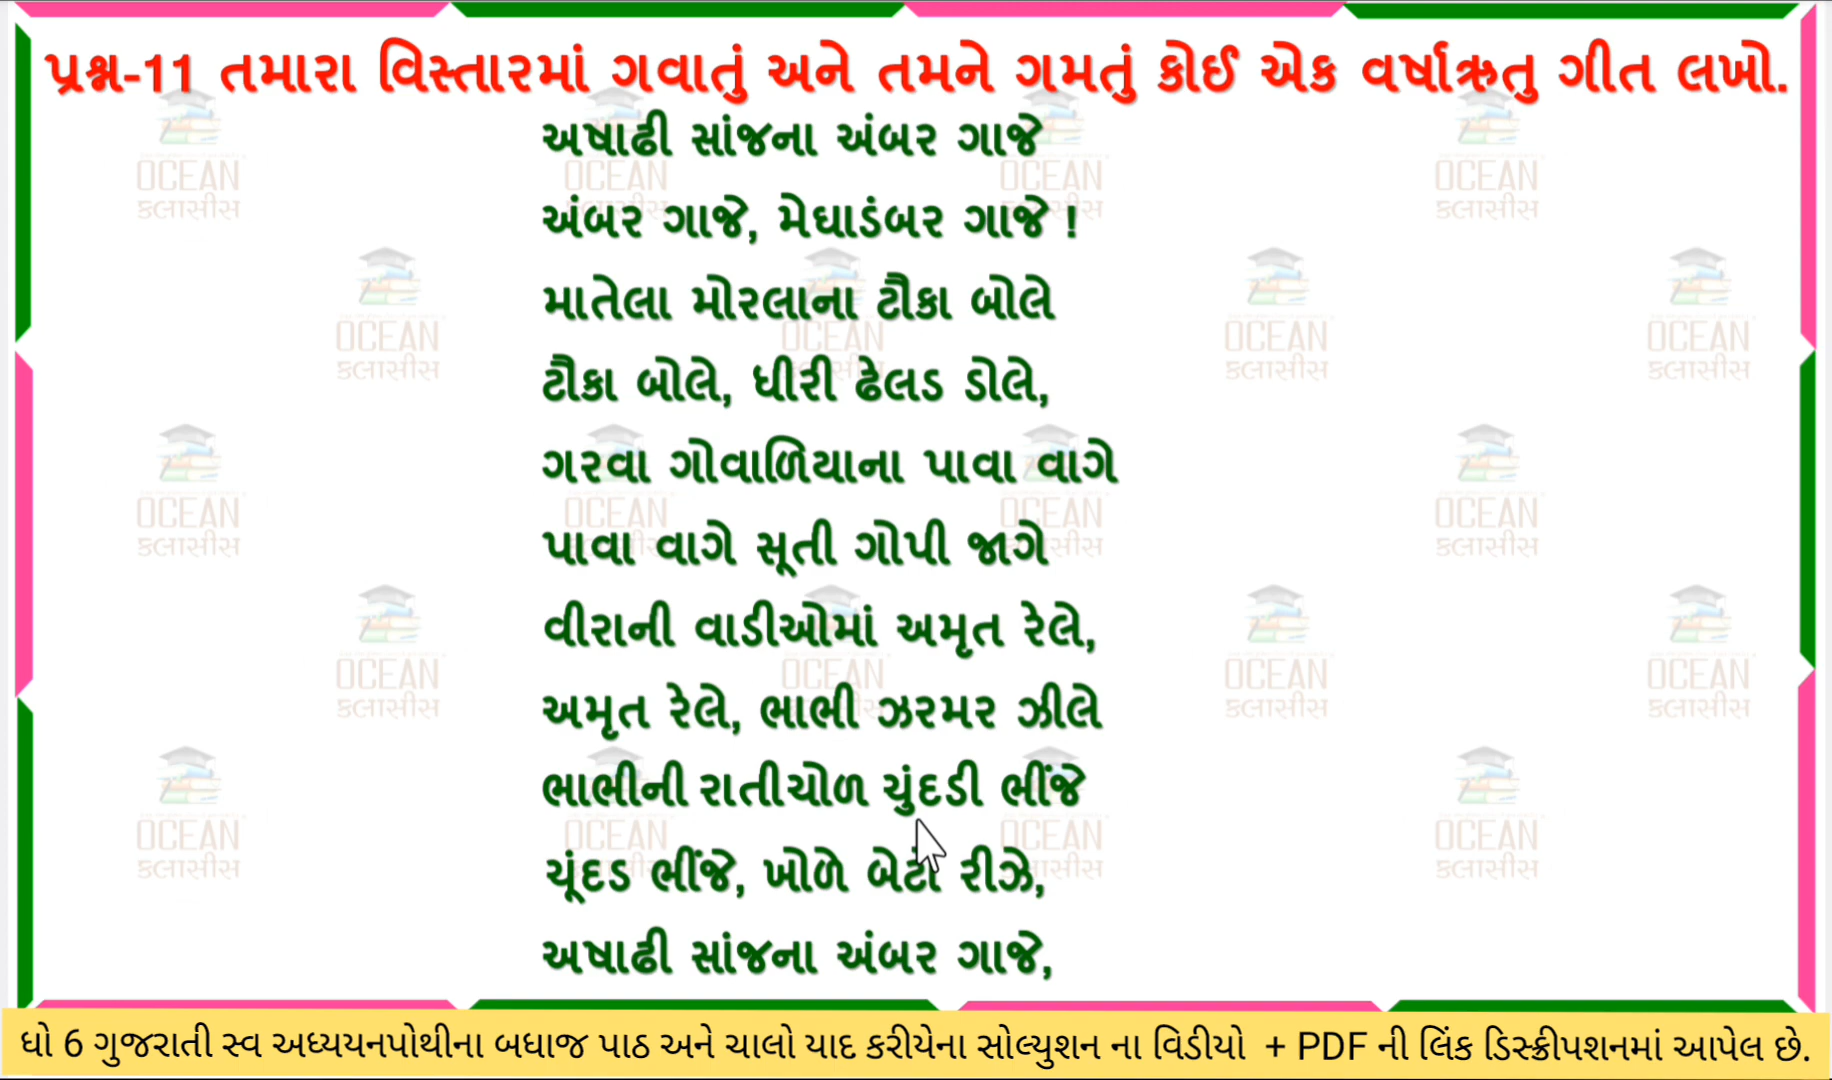 પ્રશ્ન-11 તમારા વિસ્તારમાં ગવાતું અને તમને ગમતું કોઈ એક વર્ષાઋતુ ગીત લખો.
અષાઢી સાંજના અંબર ગાજે
અંબર ગાજે, મેઘાડંબર ગાજે !
માતેલા મોરલાના ટૌકા બોલે
ટૌકા બોલે, ધીરી ઢેલડ ડોલે,
ગરવા ગોવાળિયાના પાવા વાગે
પાવા વાગે સૂતી ગોપી જાગે
વીરાની વાડીઓમાં અમૃત રેલે,
અમૃત રેલે, ભાભી ઝરમર ઝીલે
ભાભીની રાતીચોળ ચુંદડી ભીંજે
ચૂંદડ ભીંજે, ખોળે બેટો રીઝે,
અષાઢી સાંજના અંબર ગાજે,
ધો 6 ગુજરાતી સ્વ અધ્યયનપોથીના બધાજ પાઠ અને ચાલો યાદ કરીયેના સોલ્યુશન ના વિડીયો + PDF ની લિંક ડિસ્ક્રીપશનમાં આપેલ છે.
OCEAN
ક્લાસીસ